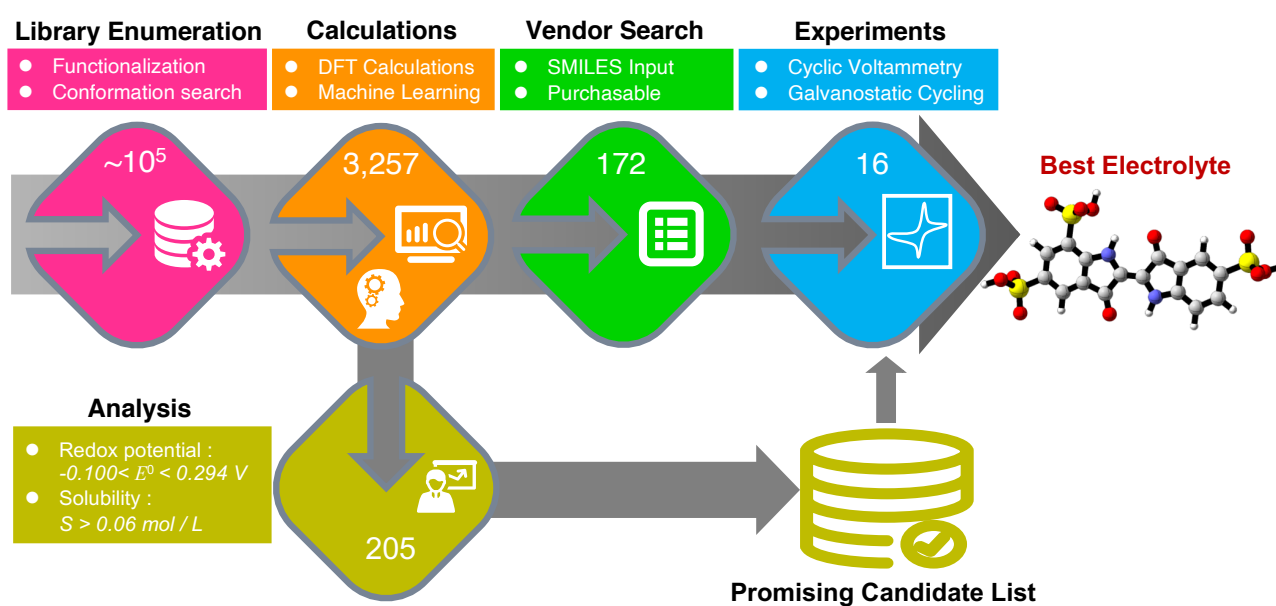 Library Enumeration
● Functionalization
● Conformation search
~10⁵
Calculations
● DFT Calculations
● Machine Learning
3,257
Vendor Search
● SMILES Input
● Purchasable
172
Experiments
● Cyclic Voltammetry
● Galvanostatic Cycling
16
Best Electrolyte
Analysis
● Redox potential :
-0.100< E⁰ < 0.294 V
● Solubility :
S > 0.06 mol / L
205
Promising Candidate List